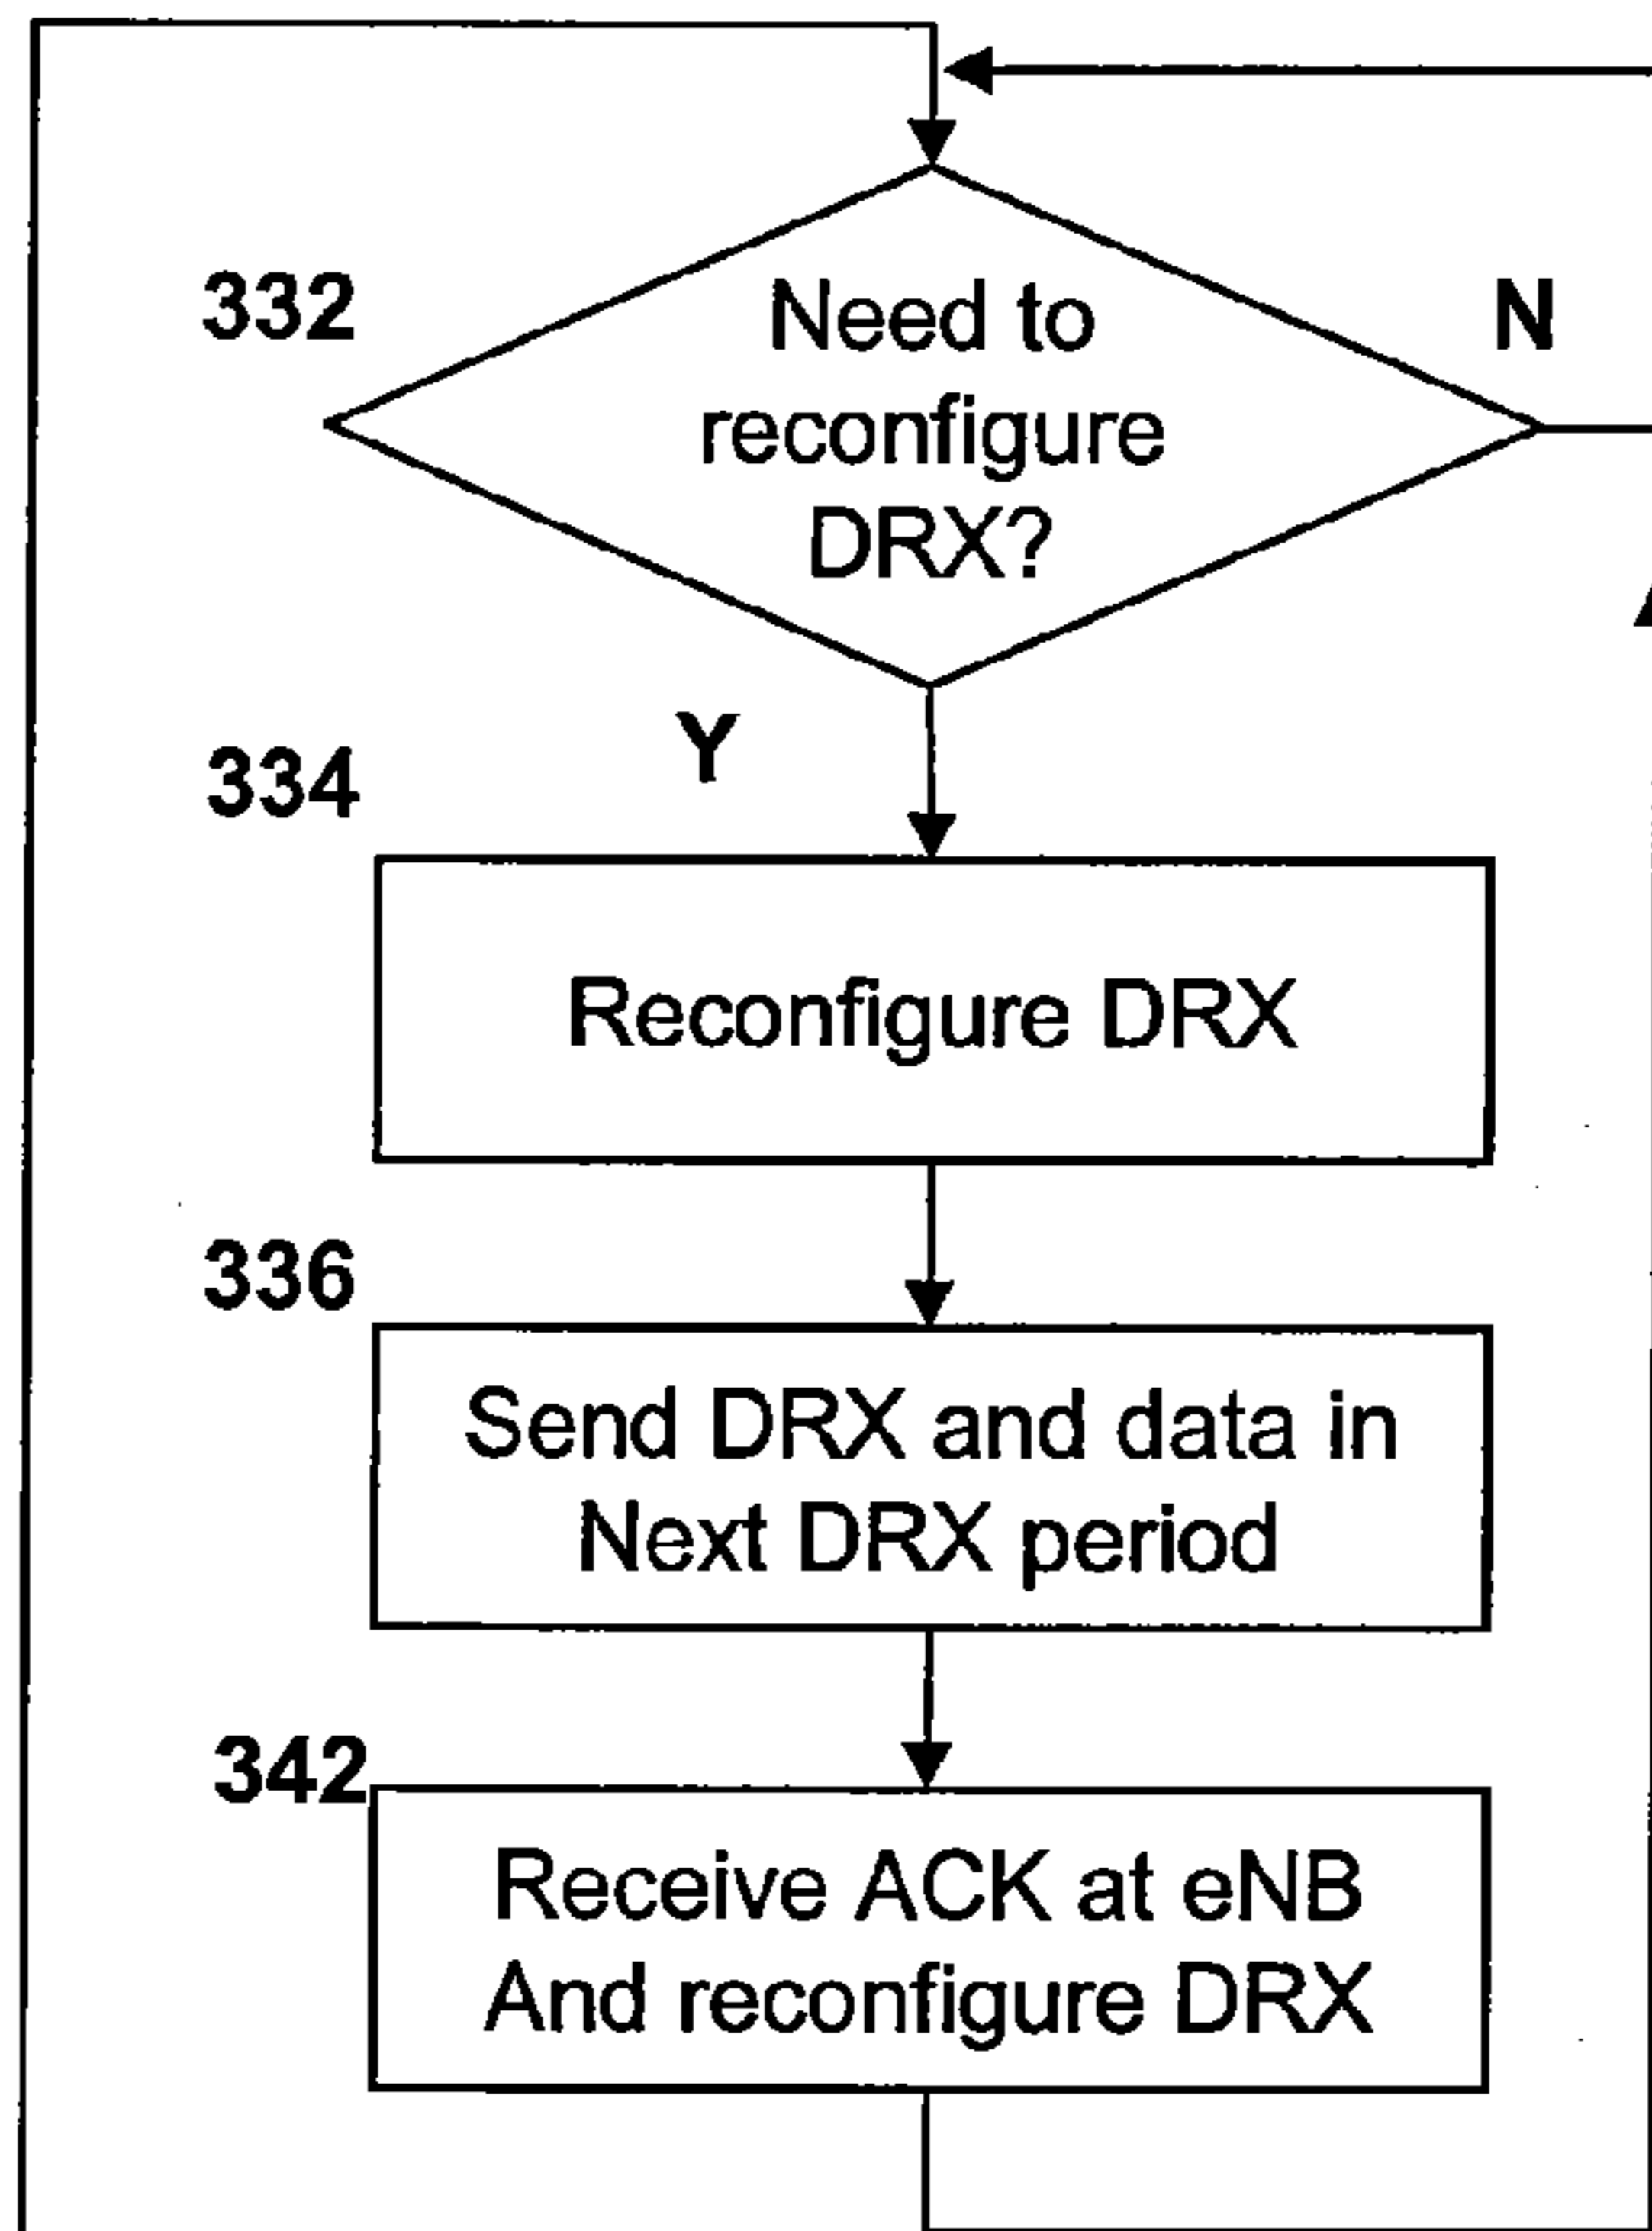 332
Need to
reconfigure
DRX?
N
Y
334
Reconfigure DRX
336
Send DRX and data in
Next DRX period
342
Receive ACK at eNB
And reconfigure DRX